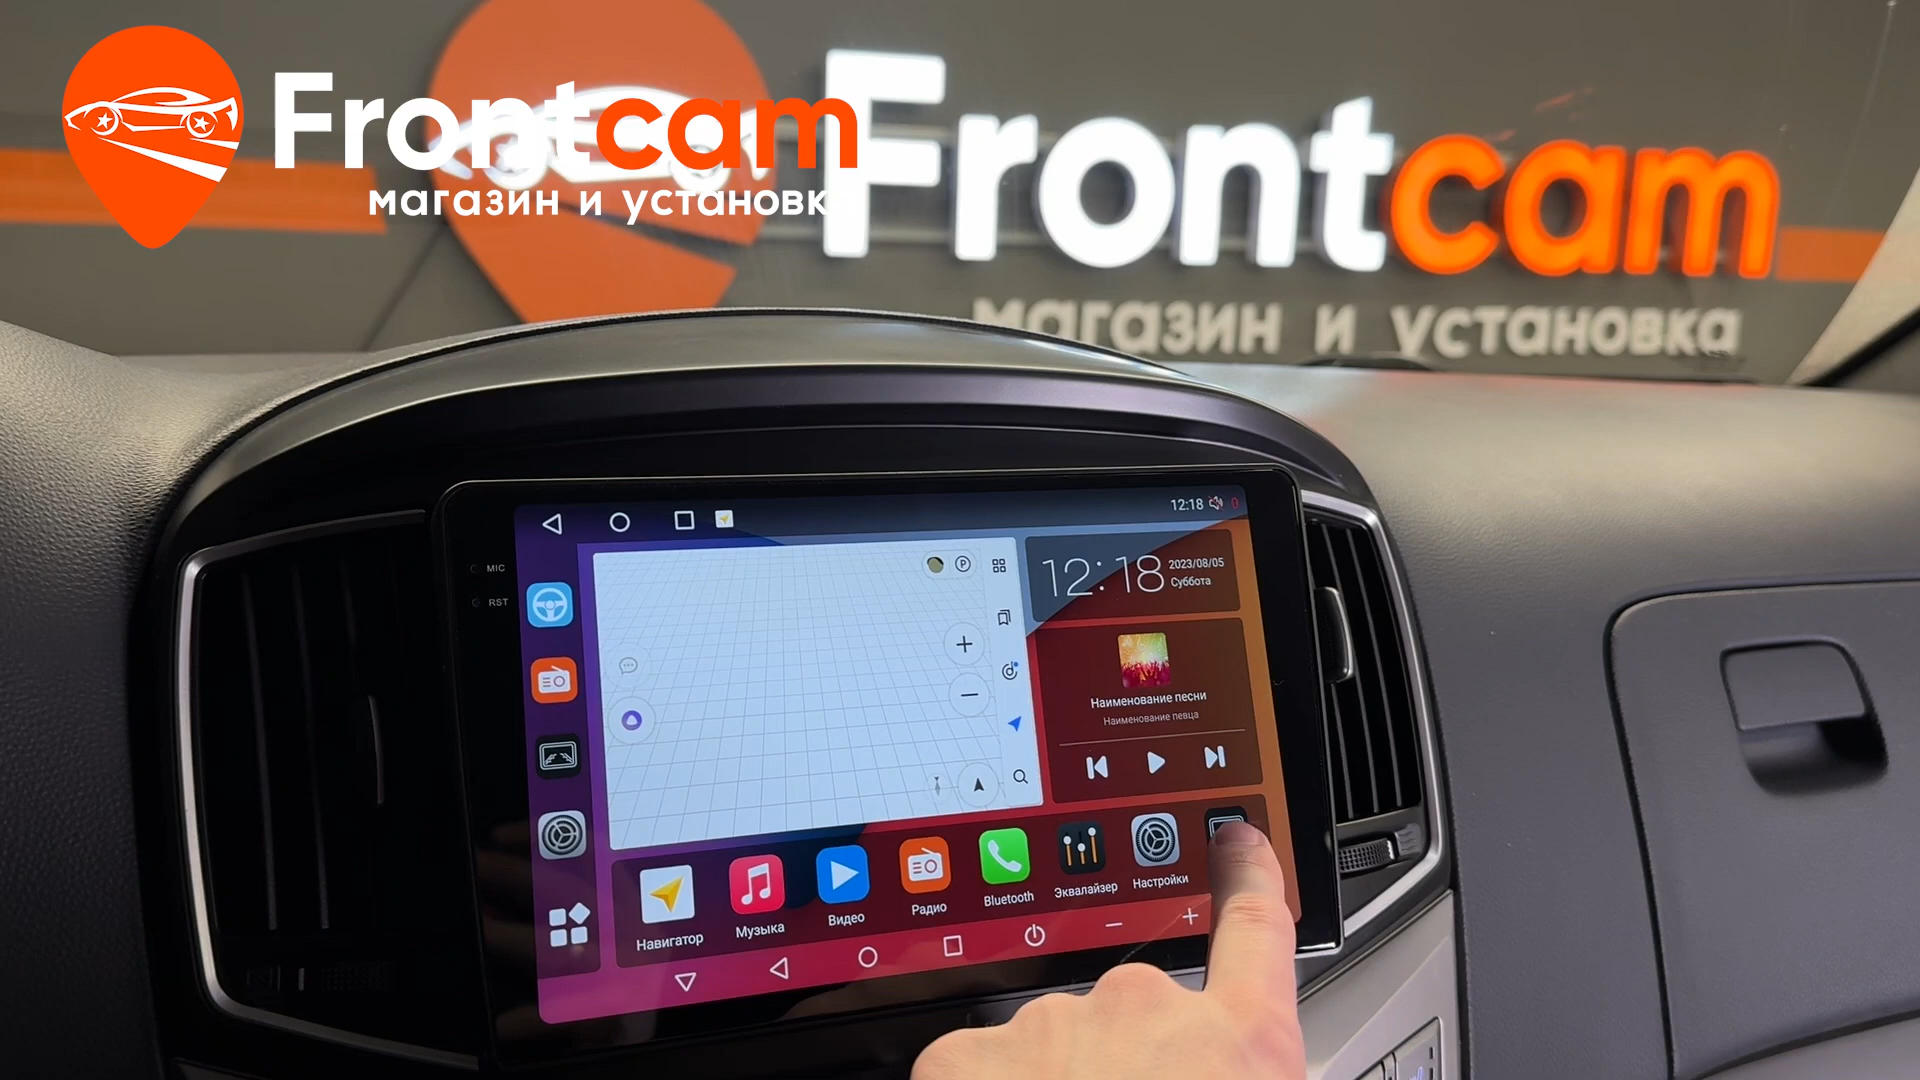 Frontcam
магазин и установк
Frontcam
магазин и установка
MIC
RST
12:18
0
P
12:18
2023/08/05
Суббота
Наименование песни
Наименование певца
Навигатор
Музыка
Видео
Радио
Bluetooth
Эквалайзер
Настройки